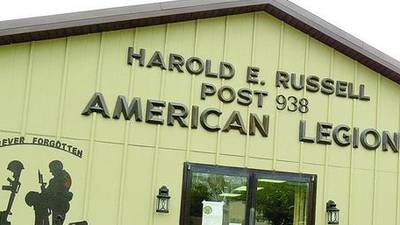 HAROLD E. RUSSELL
POST 938
AMERICAN LEGION
EVER FORGOTTEN